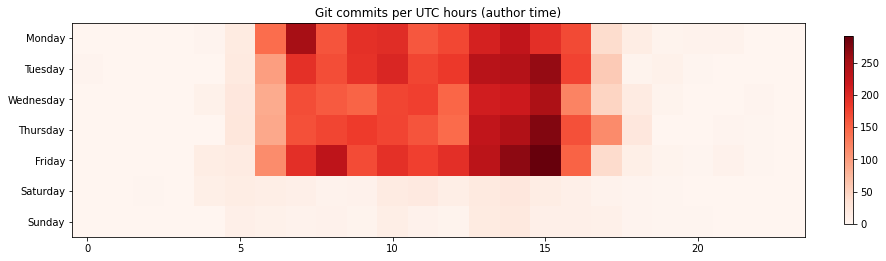 Git commits per UTC hours (author time)
Monday
Tuesday
Wednesday
Thursday
Friday
Saturday
Sunday
0 5 10 15 20
250
200
150
100
50
0